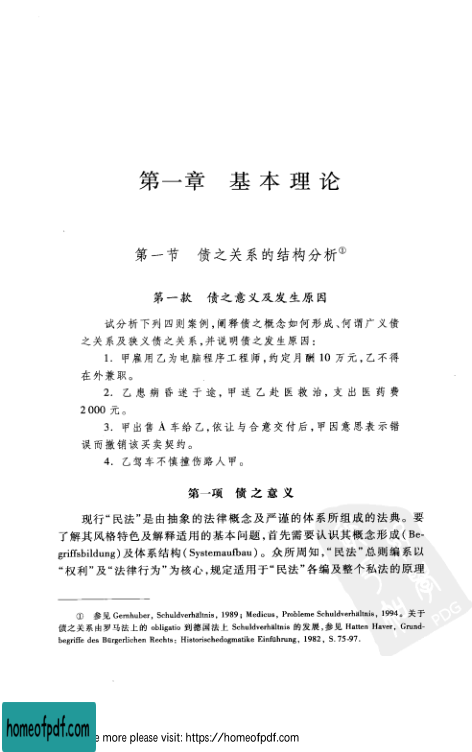 第一章 基本理论
第一节 债之关系的结构分析①
第一款 债之意义及发生原因
试分析下列四则案例,阐释债之概念如何形成、何谓广义债
之关系及狭义债之关系,并说明债之发生原因:
1. 甲雇用乙为电脑程序工程师,约定月酬 10 万元,乙不得
在外兼职。
2. 乙患病昏迷于途,甲送乙赴医救治,支出医药费
2 000 元。
3. 甲出售 A 车给乙,依让与合意交付后,甲因意思表示错
误而撤销该买卖契约。
4. 乙驾车不慎撞伤路人甲。
第一项 债之意义
现行“民法”是由抽象的法律概念及严谨的体系所组成的法典。要
了解其风格特色及解释适用的基本问题,首先需要认识其概念形成(Be-
griffsbildung)及体系结构(Systemaufbau)。众所周知,“民法”总则编系以
“权利”及“法律行为”为核心,规定适用于“民法”各编及整个私法的原理
① 参见 Gernhuber, Schuldverhältnis, 1989; Medicus, Probleme Schuldverhältnis, 1994。关于
债之关系由罗马法上的 obligatio 到德国法上 Schuldverhältnis 的发展,参见 Hatten Haver, Grund-
begriffe des Bürgerlichen Rechts: Historischedogmatike Einführung, 1982, S. 75-97.
PDG
homeofpdf.com
e more please visit: https://homeofpdf.com